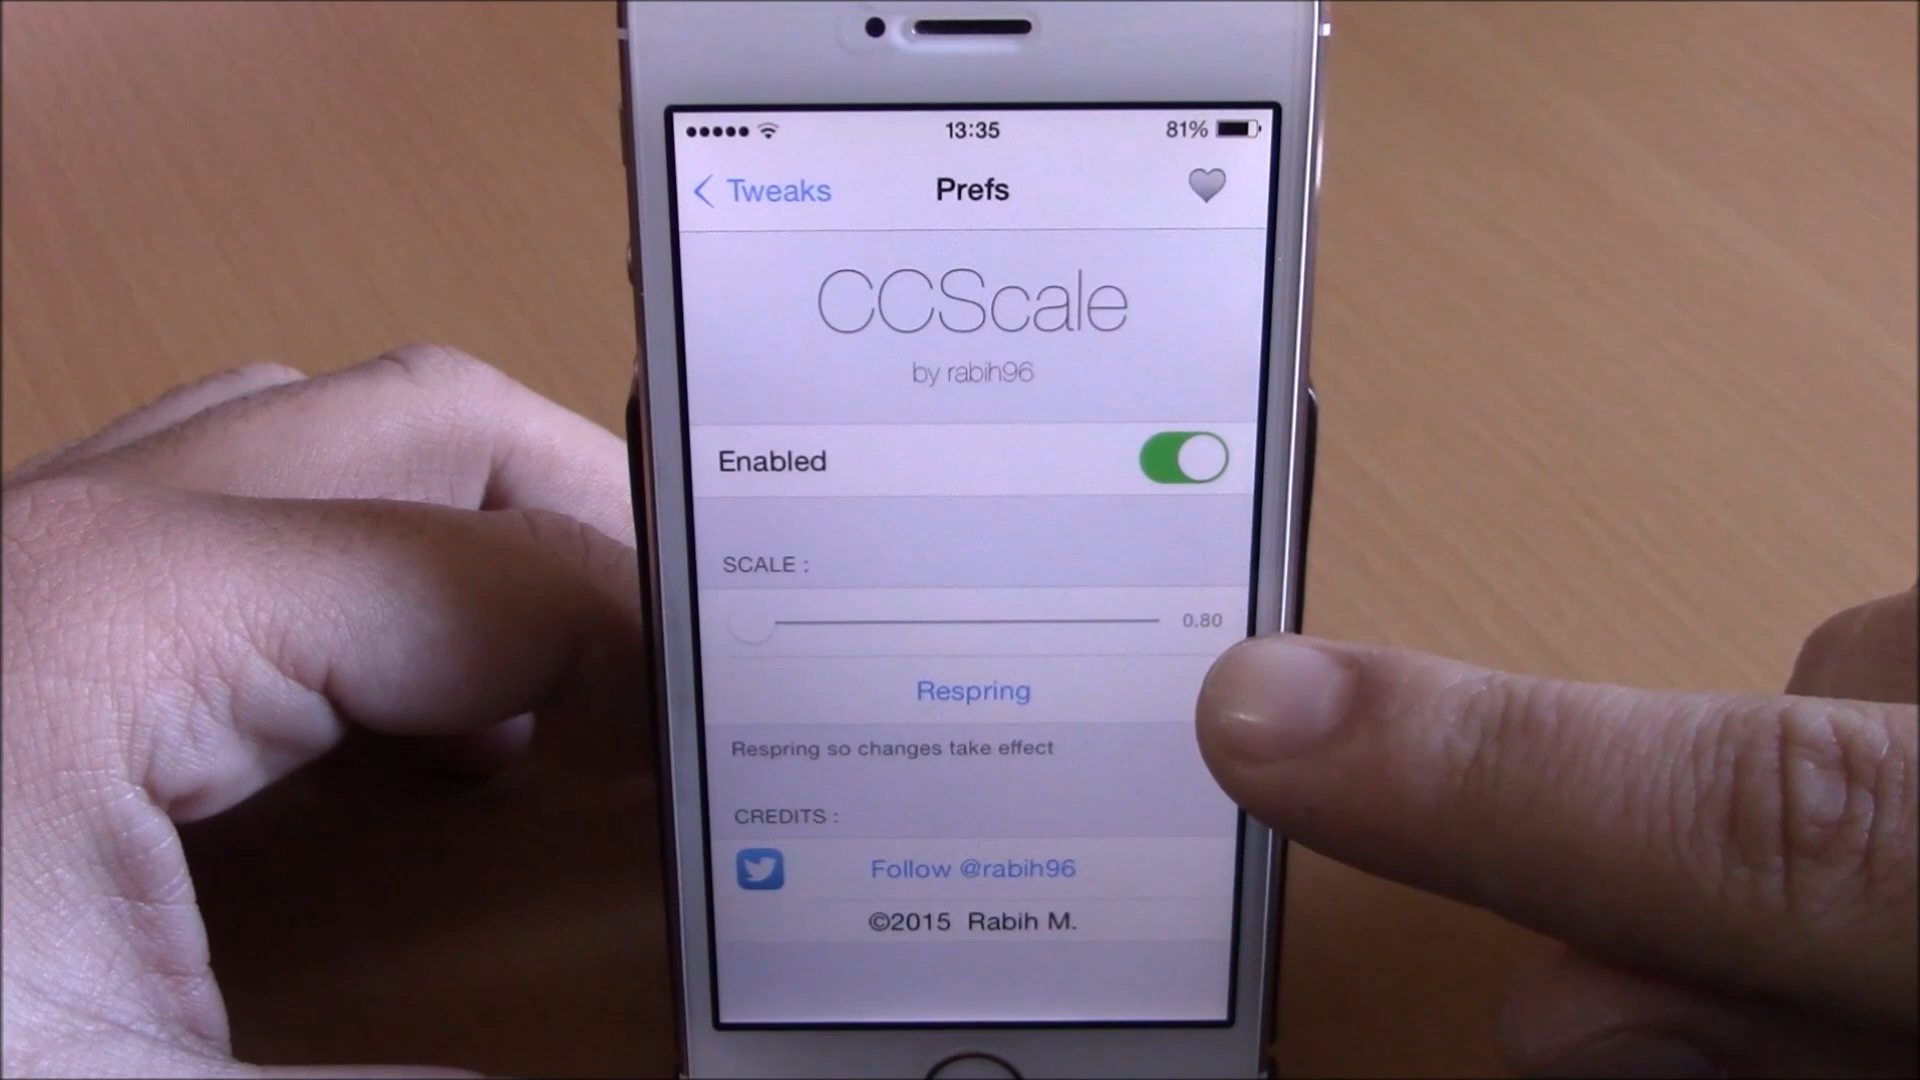 13:35
81%
Tweaks
Prefs
CCScale
by rabih96
Enabled
SCALE :
0.80
Respring
Respring so changes take effect
CREDITS :
Follow @rabih96
©2015 Rabih M.